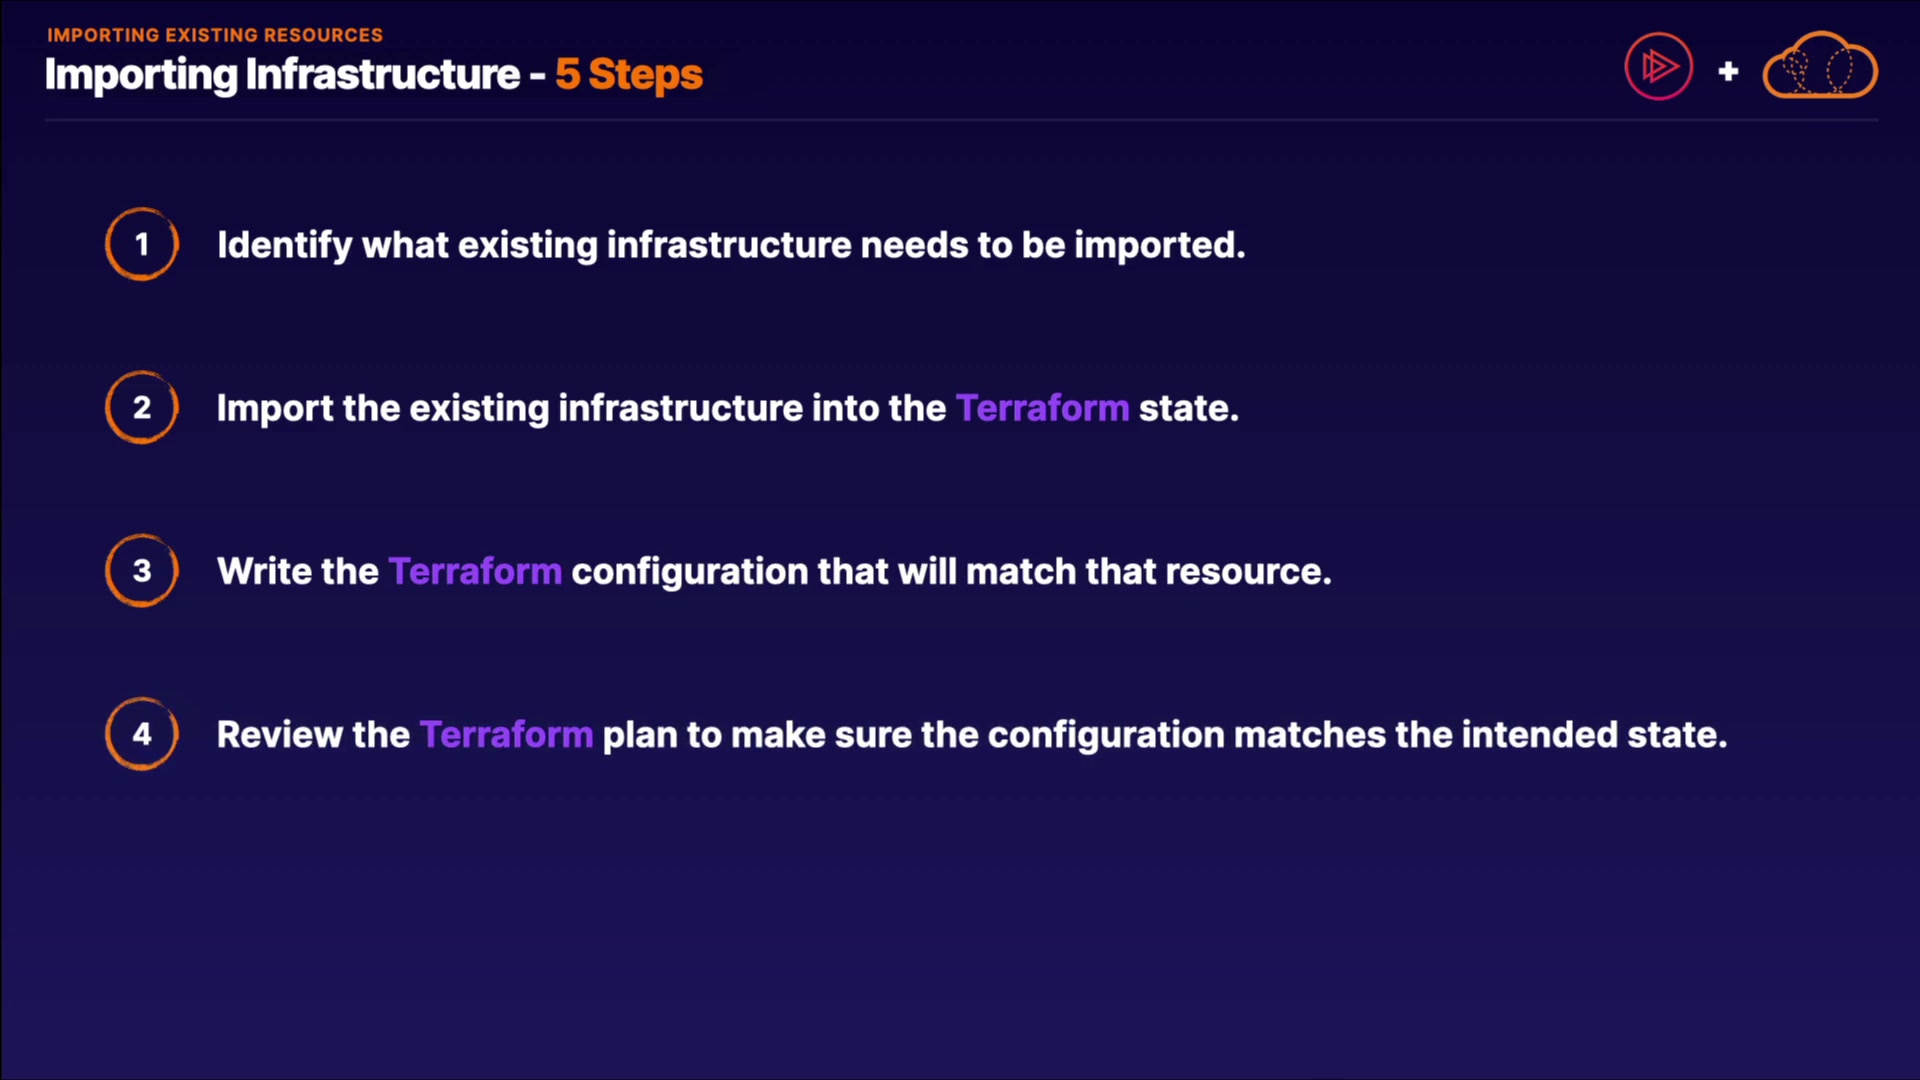 IMPORTING EXISTING RESOURCES
Importing Infrastructure - 5 Steps
+
1 Identify what existing infrastructure needs to be imported.
2 Import the existing infrastructure into the Terraform state.
3 Write the Terraform configuration that will match that resource.
4 Review the Terraform plan to make sure the configuration matches the intended state.